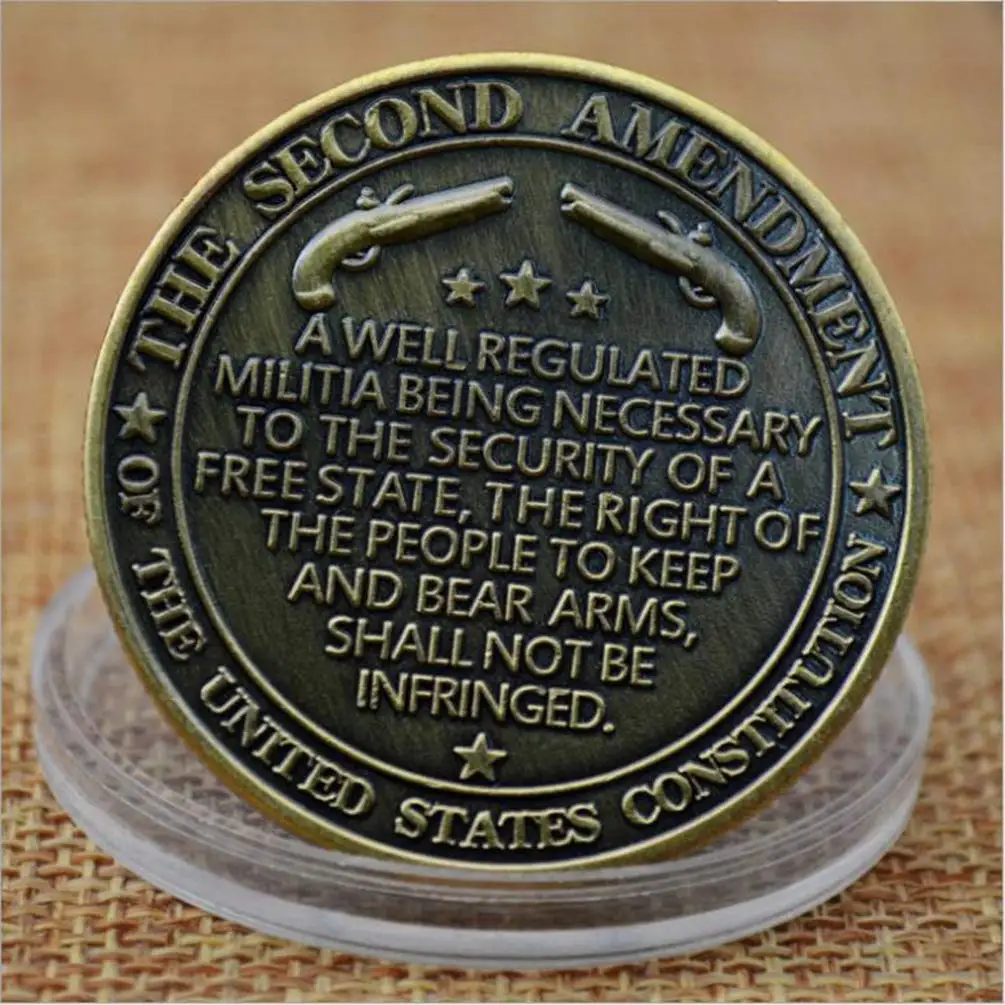 THE SECOND AMENDMENT
A WELL REGULATED
MILITIA BEING NECESSARY
TO THE SECURITY OF A
FREE STATE, THE RIGHT OF
THE PEOPLE TO KEEP
AND BEAR ARMS,
SHALL NOT BE
INFRINGED.
OF THE UNITED STATES CONSTITUTION